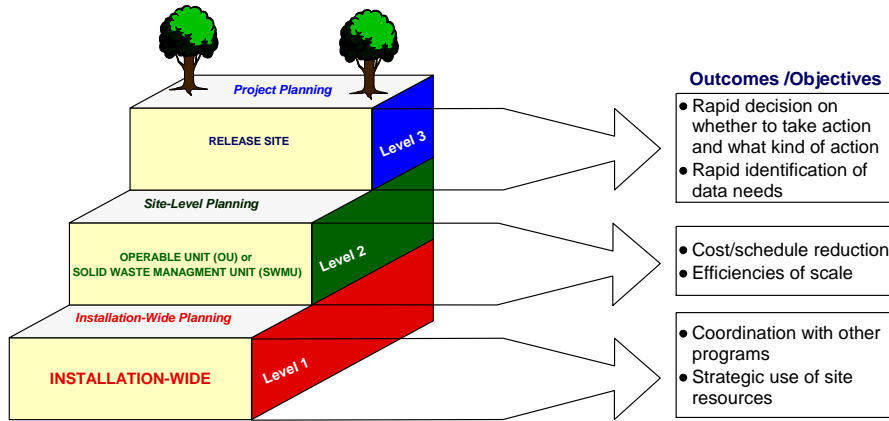 Project Planning
RELEASE SITE
Level 3
Site-Level Planning
OPERABLE UNIT (OU) or
SOLID WASTE MANAGMENT UNIT (SWMU)
Level 2
Installation-Wide Planning
INSTALLATION-WIDE
Level 1
Outcomes /Objectives
● Rapid decision on
whether to take action
and what kind of action
● Rapid identification of
data needs
● Cost/schedule reduction
● Efficiencies of scale
● Coordination with other
programs
● Strategic use of site
resources